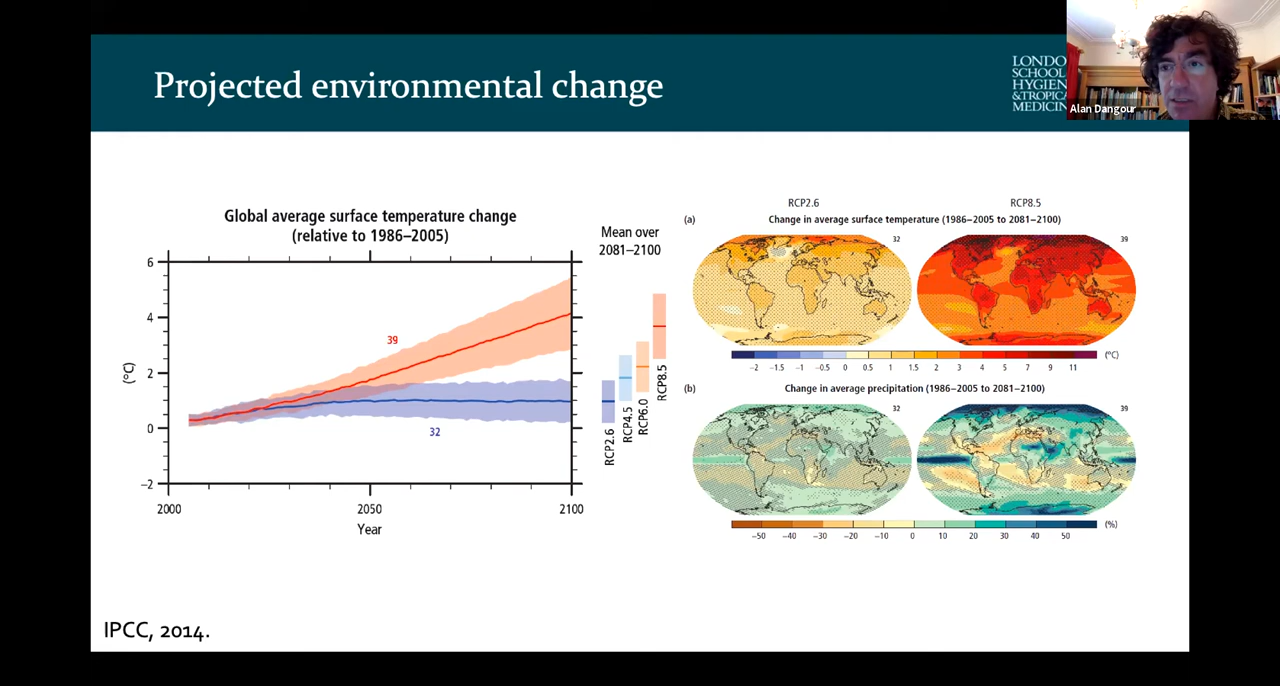 Projected environmental change
LONDO
SCHOOL
HYGIEN
&TROPICA
MEDICIN
Alan Dangour
Global average surface temperature change
(relative to 1986–2005)
Mean over
2081–2100
(°C)
6
4
2
0
−2
39
32
2000
2050
2100
Year
RCP2.6
RCP4.5
RCP6.0
RCP8.5
RCP2.6
RCP8.5
(a)
Change in average surface temperature (1986–2005 to 2081–2100)
32
39
−2 −1.5 −1 −0.5 0 0.5 1 1.5 2 3 4 5 7 9 11
(°C)
(b)
Change in average precipitation (1986–2005 to 2081–2100)
32
39
−50 −40 −30 −20 −10 0 10 20 30 40 50
(%)
IPCC, 2014.